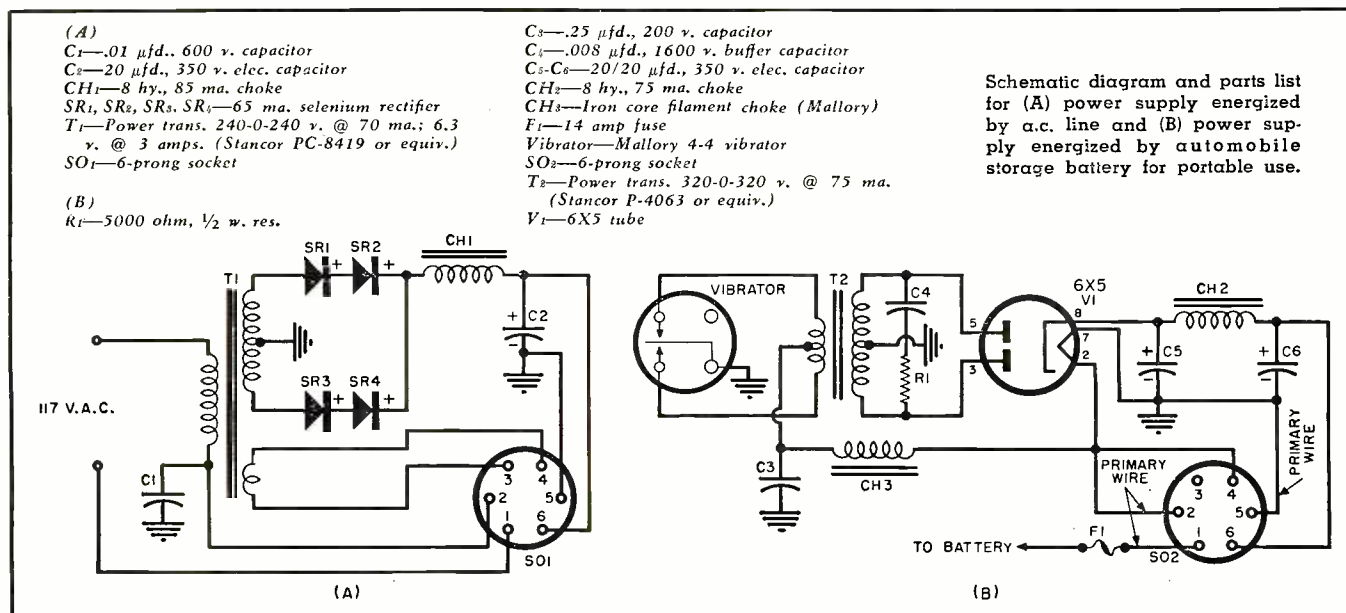 (A)
C1—.01 µfd., 600 v. capacitor
C2—20 µfd., 350 v. elec. capacitor
CH1—8 hy., 85 ma. choke
SR1, SR2, SR3, SR4—65 ma. selenium rectifier
T1—Power trans. 240-0-240 v. @ 70 ma.; 6.3
v. @ 3 amps. (Stancor PC-8419 or equiv.)
SO1—6-prong socket
(B)
R1—5000 ohm, ½ w. res.
C3—.25 µfd., 200 v. capacitor
C4—.008 µfd., 1600 v. buffer capacitor
C5-C6—20/20 µfd., 350 v. elec. capacitor
CH2—8 hy., 75 ma. choke
CH3—Iron core filament choke (Mallory)
F1—14 amp fuse
Vibrator—Mallory 4-4 vibrator
SO2—6-prong socket
T2—Power trans. 320-0-320 v. @ 75 ma.
(Stancor P-4063 or equiv.)
V1—6X5 tube
Schematic diagram and parts list
for (A) power supply energized
by a.c. line and (B) power sup-
ply energized by automobile
storage battery for portable use.
T1
SR1 + SR2 +
CH1
+ C2 -
SR3 + SR4 +
117 V.A.C.
C1
3 4
2 5
1 6
SO1
(A)
VIBRATOR
T2
C4
R1
6X5
V1
5
3
8
7
2
CH2
+ C5 -
+ C6 -
C3
CH3
PRIMARY
WIRE
PRIMARY
WIRE
3 4
2 5
1 6
TO BATTERY
F1
SO2
(B)